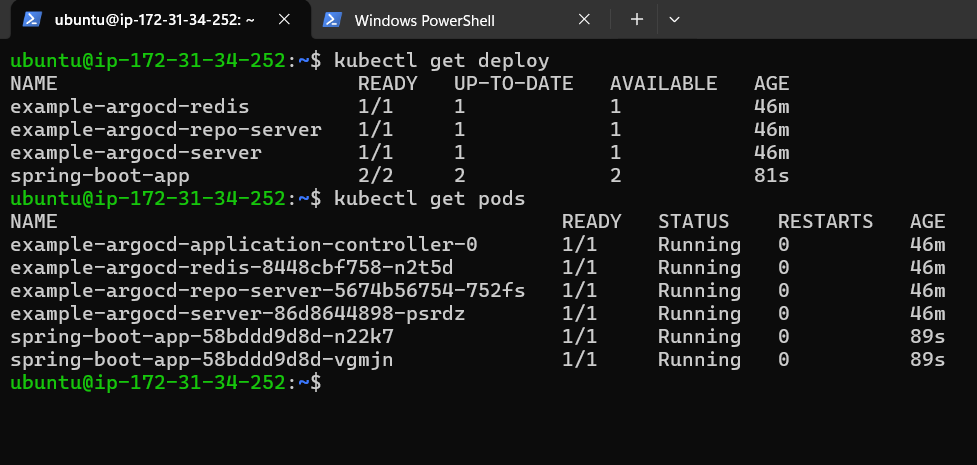 ubuntu@ip-172-31-34-252: ~ Windows PowerShell
ubuntu@ip-172-31-34-252:~$ kubectl get deploy
NAME READY UP-TO-DATE AVAILABLE AGE
example-argocd-redis 1/1 1 1 46m
example-argocd-repo-server 1/1 1 1 46m
example-argocd-server 1/1 1 1 46m
spring-boot-app 2/2 2 2 81s
ubuntu@ip-172-31-34-252:~$ kubectl get pods
NAME READY STATUS RESTARTS AGE
example-argocd-application-controller-0 1/1 Running 0 46m
example-argocd-redis-8448cbf758-n2t5d 1/1 Running 0 46m
example-argocd-repo-server-5674b56754-752fs 1/1 Running 0 46m
example-argocd-server-86d8644898-psrdz 1/1 Running 0 46m
spring-boot-app-58bddd9d8d-n22k7 1/1 Running 0 89s
spring-boot-app-58bddd9d8d-vgmjn 1/1 Running 0 89s
ubuntu@ip-172-31-34-252:~$